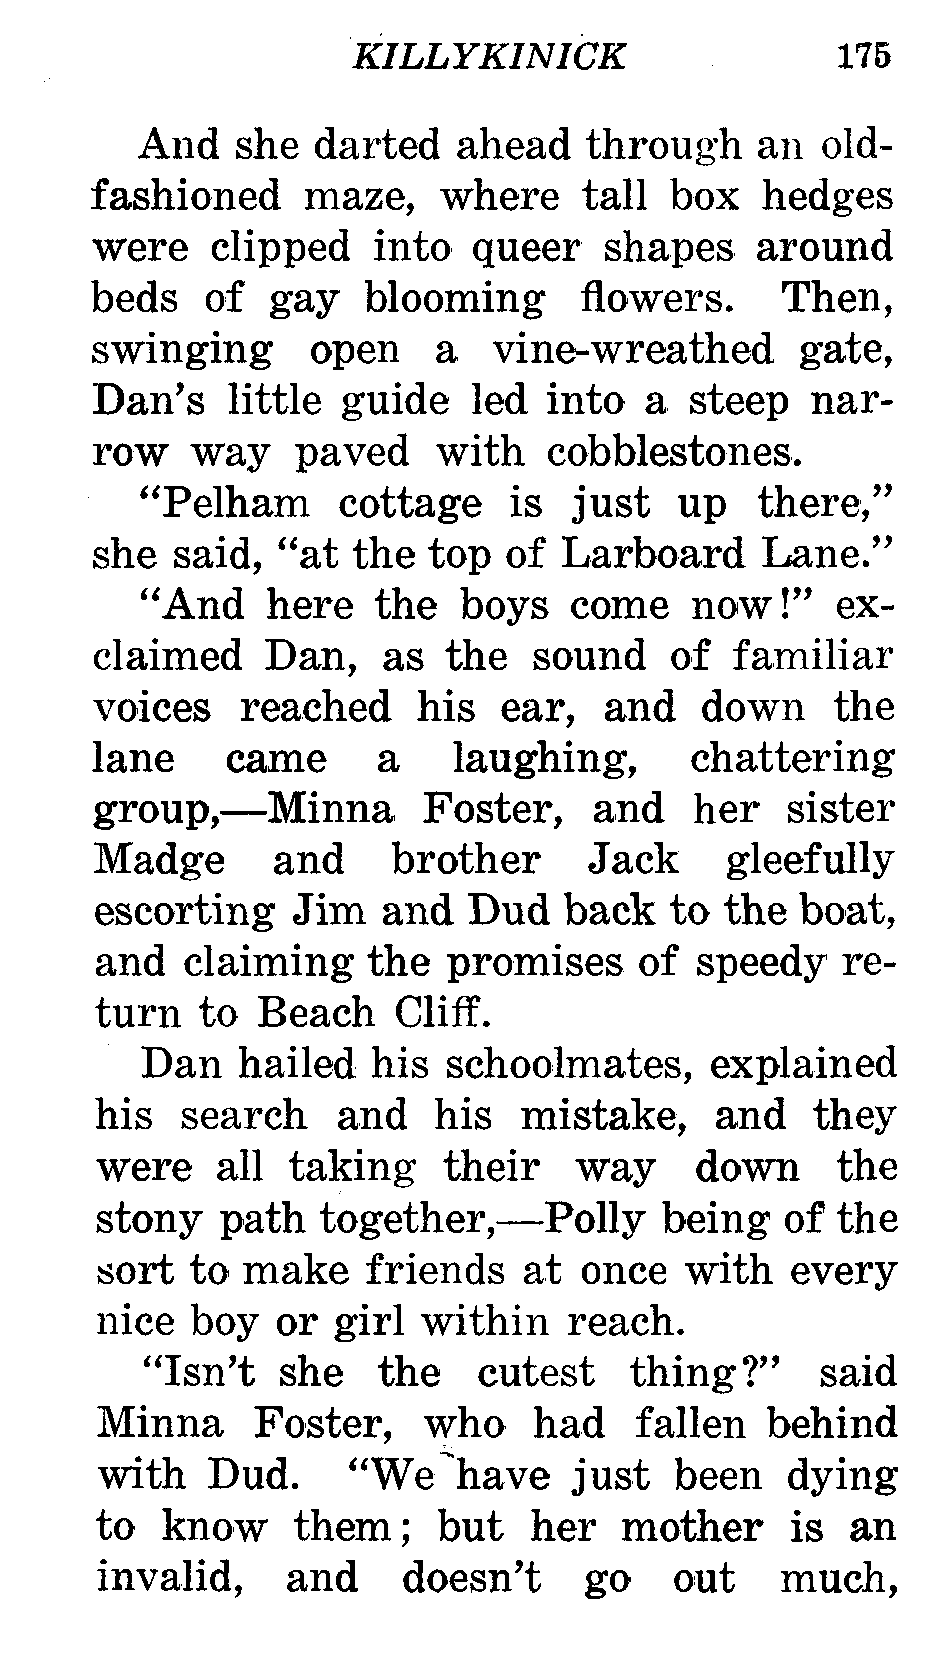 KILLYKINICK 175
And she darted ahead through an old-
fashioned maze, where tall box hedges
were clipped into queer shapes around
beds of gay blooming flowers. Then,
swinging open a vine-wreathed gate,
Dan's little guide led into a steep nar-
row way paved with cobblestones.
"Pelham cottage is just up there,"
she said, "at the top of Larboard Lane."
"And here the boys come now!" ex-
claimed Dan, as the sound of familiar
voices reached his ear, and down the
lane came a laughing, chattering
group,—Minna Foster, and her sister
Madge and brother Jack gleefully
escorting Jim and Dud back to the boat,
and claiming the promises of speedy re-
turn to Beach Cliff.
Dan hailed his schoolmates, explained
his search and his mistake, and they
were all taking their way down the
stony path together,—Polly being of the
sort to make friends at once with every
nice boy or girl within reach.
"Isn't she the cutest thing?" said
Minna Foster, who had fallen behind
with Dud. "We have just been dying
to know them; but her mother is an
invalid, and doesn't go out much,